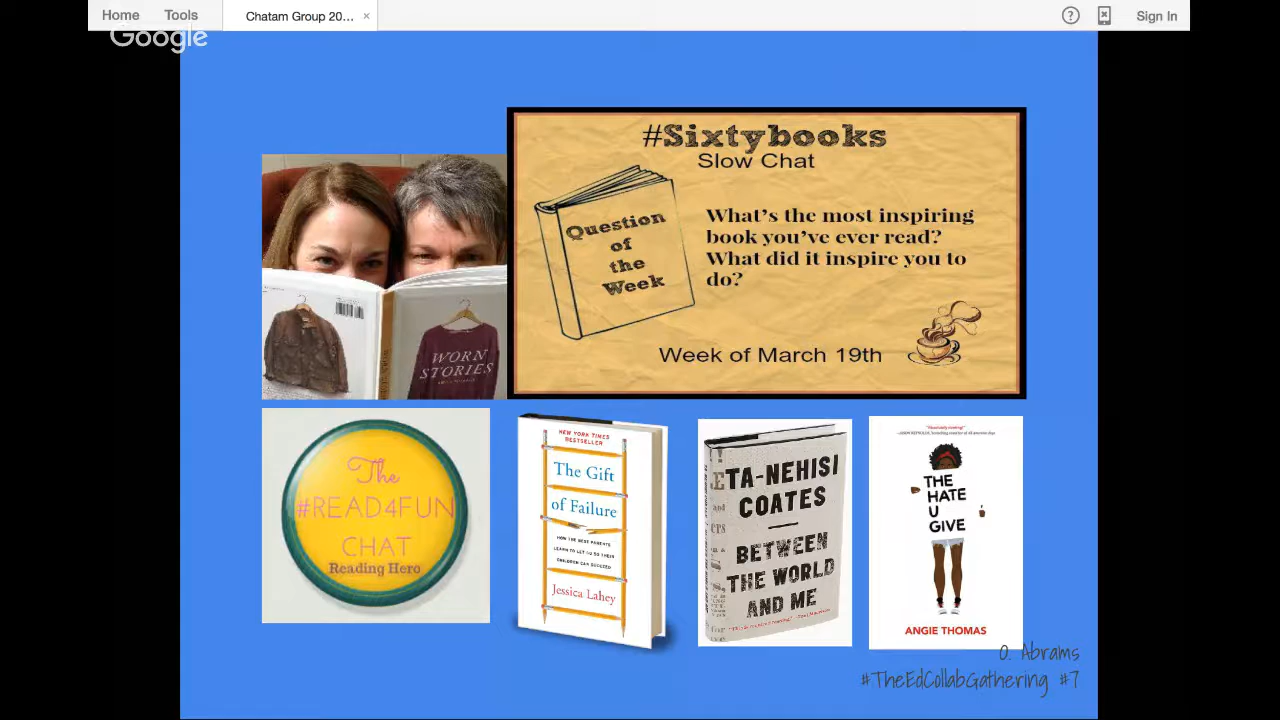 Home Tools Chatam Group 20... × ? Sign In
Google
#Sixtybooks
Slow Chat
Question
of
the
Week
What's the most inspiring
book you've ever read?
What did it inspire you to
do?
Week of March 19th
WORN
STORIES
The
#READ4FUN
CHAT
Reading Hero
NEW YORK TIMES
BESTSELLER
The Gift
of Failure
HOW THE BEST PARENTS
LEARN TO LET GO SO THEIR
CHILDREN CAN SUCCEED
Jessica Lahey
TA-NEHISI
COATES
BETWEEN
THE WORLD
AND ME
THE
HATE
U
GIVE
ANGIE THOMAS
O. Abrams
#TheEdCollabGathering #7